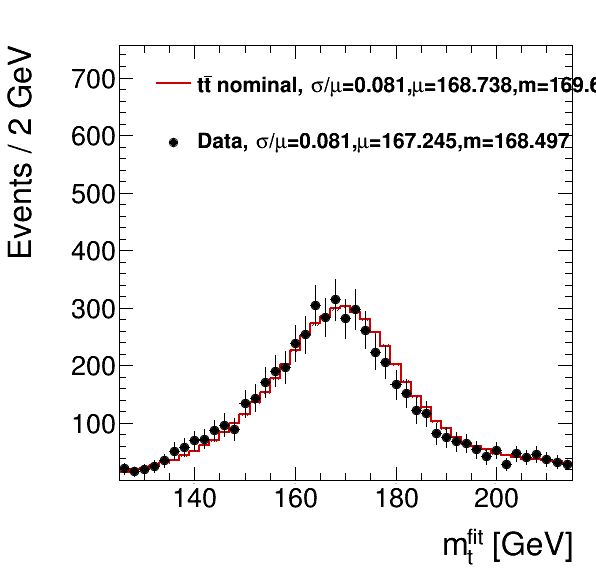 Events / 2 GeV
700
600
500
400
300
200
100
tt̄ nominal, σ/μ=0.081,μ=168.738,m=169.6
Data, σ/μ=0.081,μ=167.245,m=168.497
140 160 180 200
m_t^fit [GeV]